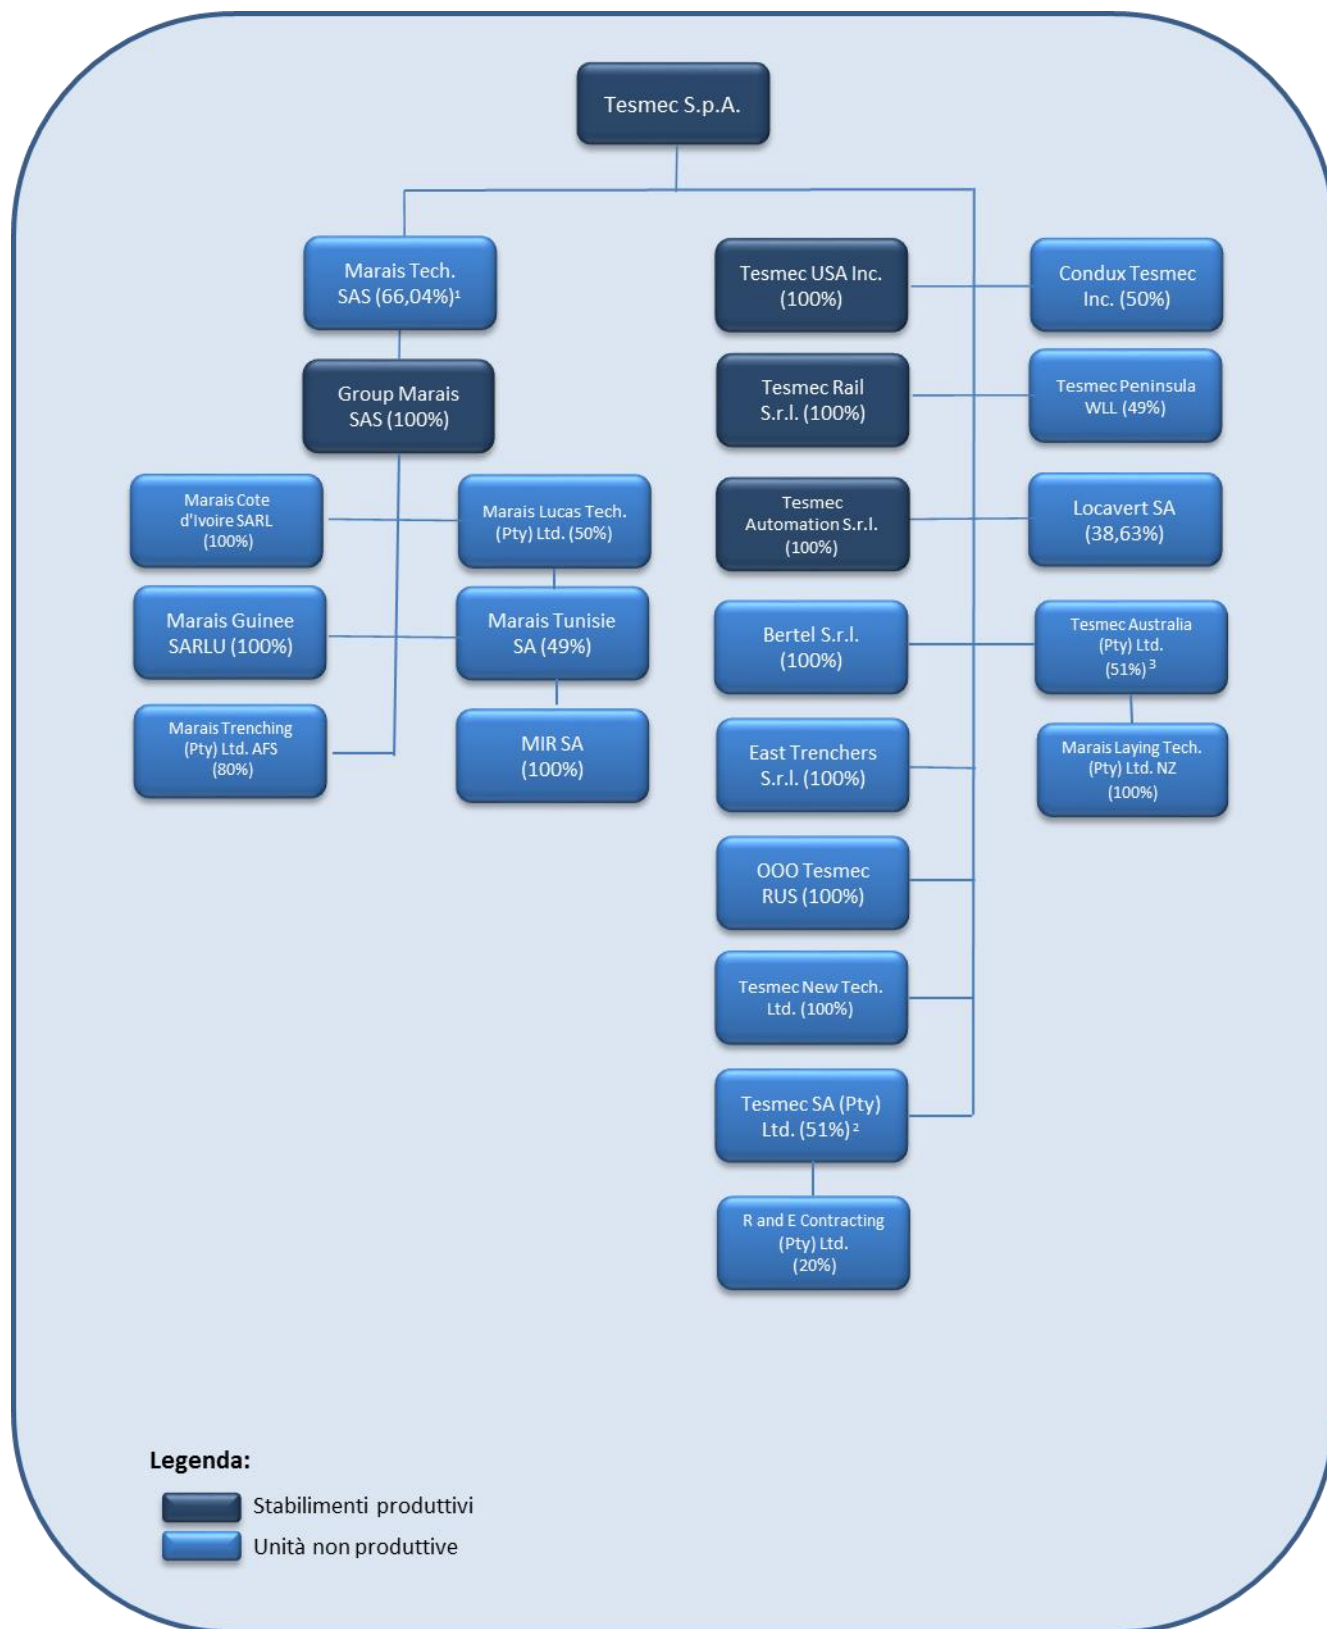 Tesmec S.p.A.
Marais Tech.
SAS (66,04%)¹
Group Marais
SAS (100%)
Marais Cote
d'Ivoire SARL
(100%)
Marais Lucas Tech.
(Pty) Ltd. (50%)
Marais Guinee
SARLU (100%)
Marais Tunisie
SA (49%)
Marais Trenching
(Pty) Ltd. AFS
(80%)
MIR SA
(100%)
Tesmec USA Inc.
(100%)
Condux Tesmec
Inc. (50%)
Tesmec Rail
S.r.l. (100%)
Tesmec Peninsula
WLL (49%)
Tesmec
Automation S.r.l.
(100%)
Locavert SA
(38,63%)
Bertel S.r.l.
(100%)
Tesmec Australia
(Pty) Ltd.
(51%) ³
East Trenchers
S.r.l. (100%)
Marais Laying Tech.
(Pty) Ltd. NZ
(100%)
OOO Tesmec
RUS (100%)
Tesmec New Tech.
Ltd. (100%)
Tesmec SA (Pty)
Ltd. (51%) ²
R and E Contracting
(Pty) Ltd.
(20%)
Legenda:
Stabilimenti produttivi
Unità non produttive